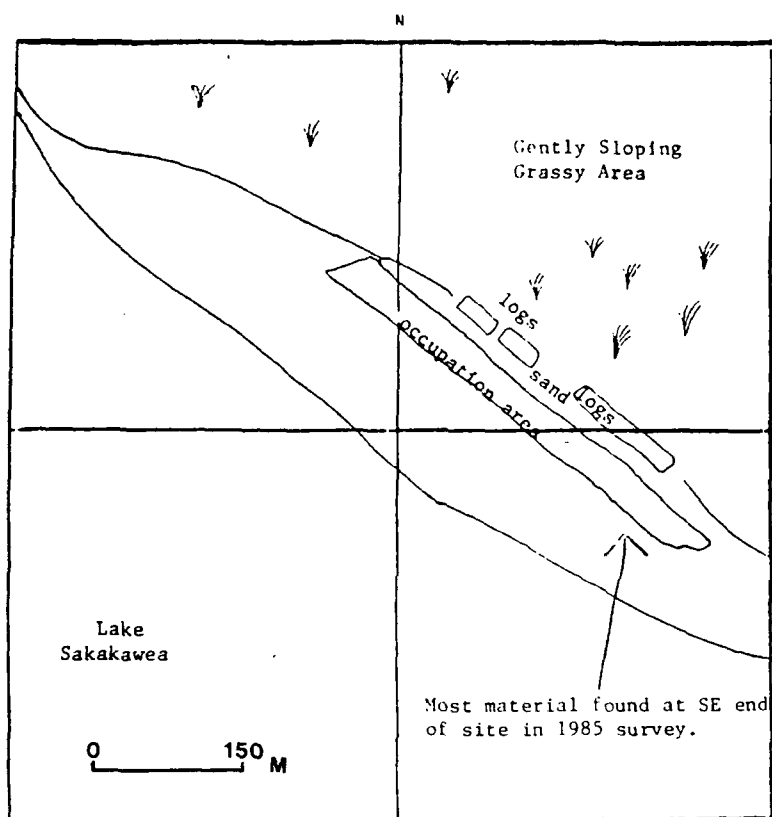 N
Gently Sloping
Grassy Area
logs
occupation area
sand
logs
Lake
Sakakawea
Most material found at SE end
of site in 1985 survey.
0 150 M